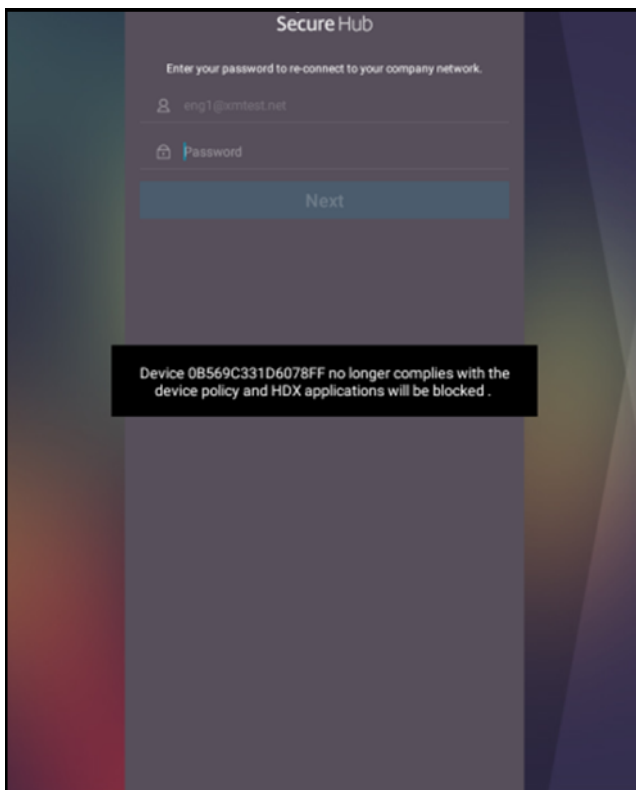 Secure Hub
Enter your password to re-connect to your company network.
eng1@xmtest.net
Password
Next
Device 0B569C331D6078FF no longer complies with the
device policy and HDX applications will be blocked .